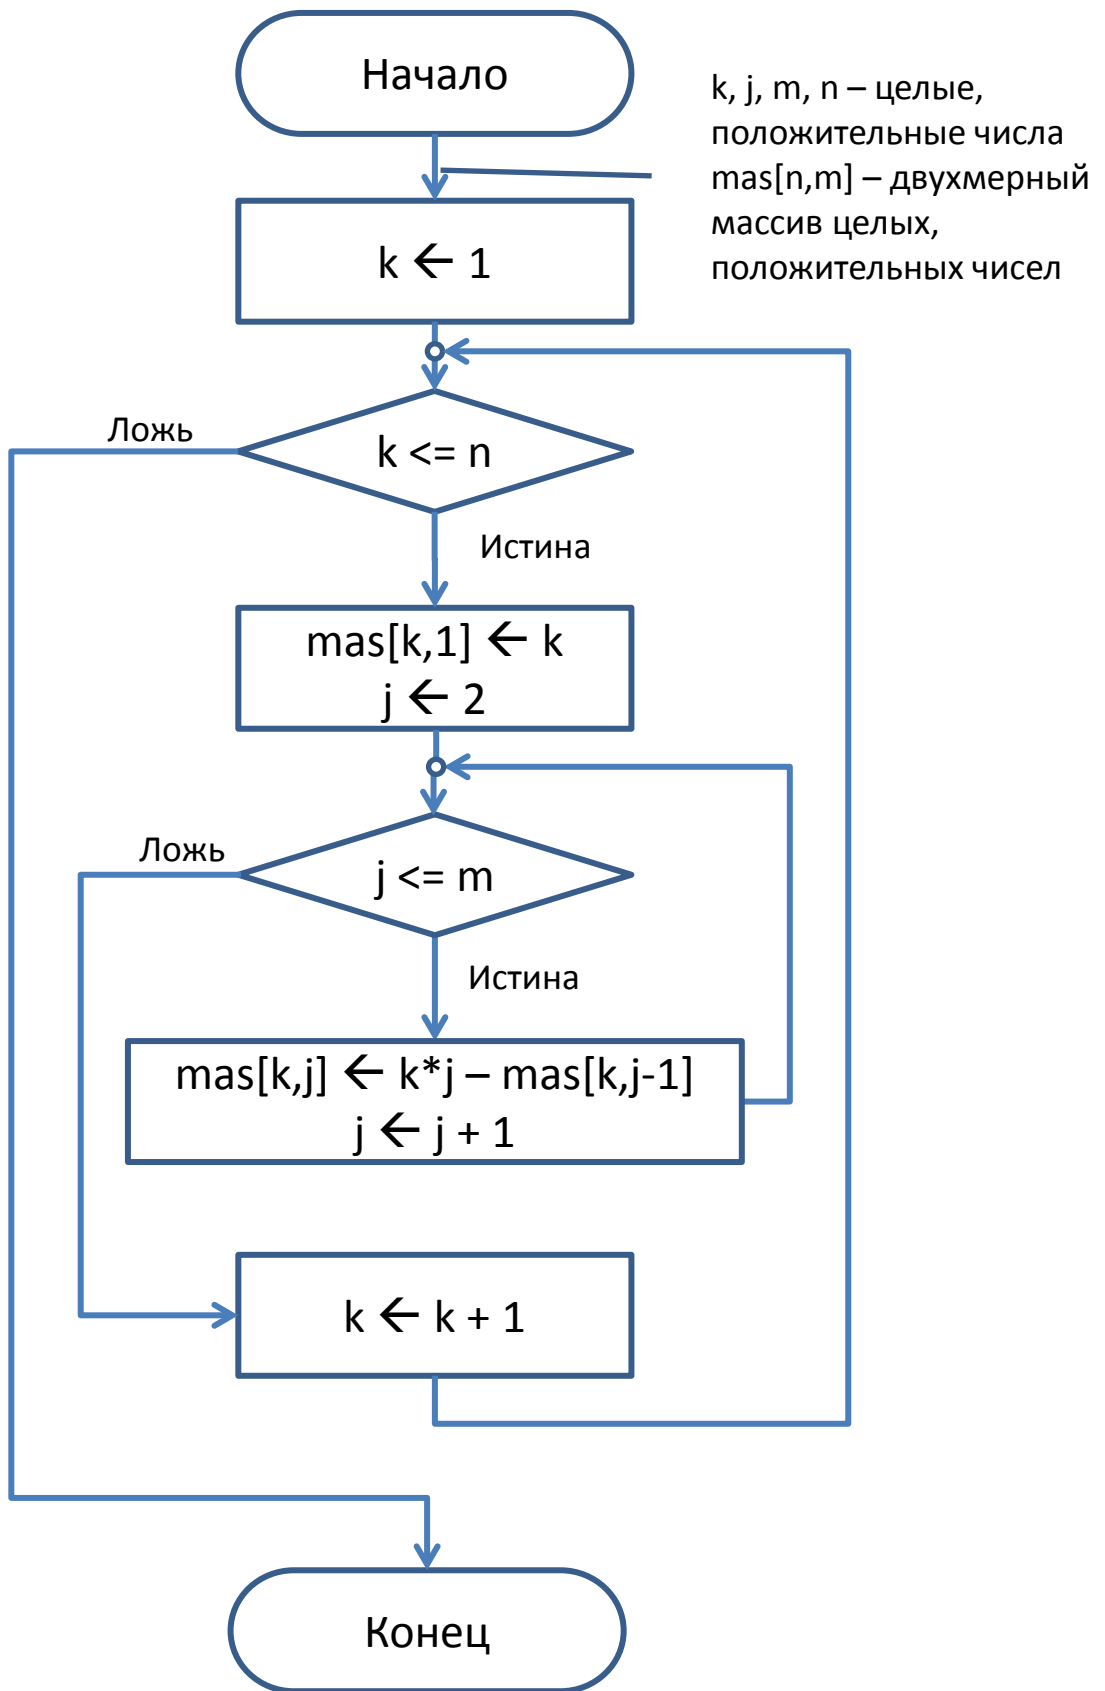 Начало
k, j, m, n – целые,
положительные числа
mas[n,m] – двухмерный
массив целых,
положительных чисел
k ← 1
Ложь
k <= n
Истина
mas[k,1] ← k
j ← 2
Ложь
j <= m
Истина
mas[k,j] ← k*j – mas[k,j-1]
j ← j + 1
k ← k + 1
Конец